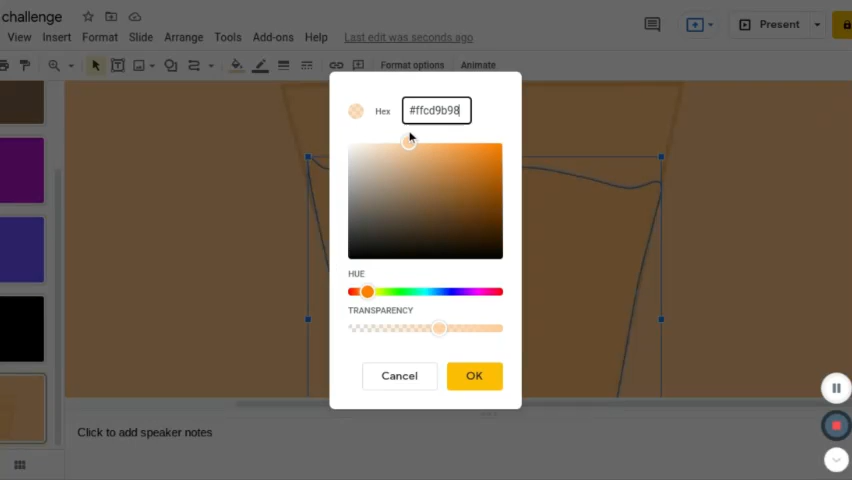 challenge
View Insert Format Arrange Slide Tools Add-ons Help Last edit was seconds ago
Present
Format options Animate
Hex #ffcd9b98
HUE
TRANSPARENCY
Cancel OK
Click to add speaker notes